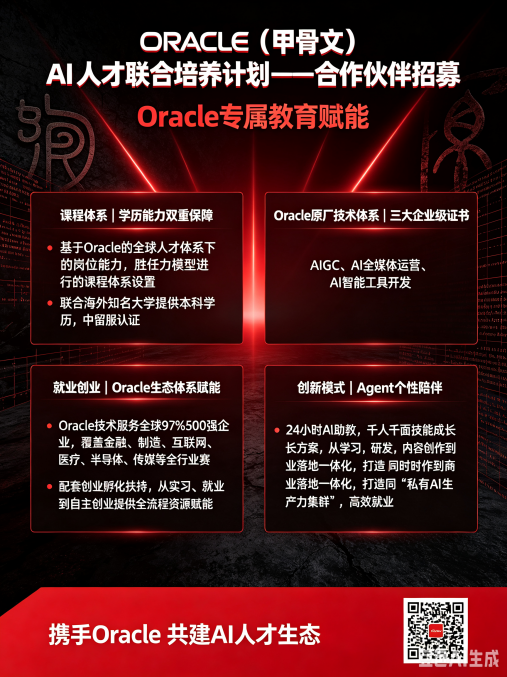 ORACLE（甲骨文）
AI人才联合培养计划——合作伙伴招募
Oracle专属教育赋能
课程体系 | 学历能力双重保障
• 基于Oracle的全球人才体系下
的岗位能力，胜任力模型进
行的课程体系设置
• 联合海外知名大学提供本科学
历，中留服认证
Oracle原厂技术体系 | 三大企业级证书
AIGC、AI全媒体运营、
AI智能工具开发
就业创业 | Oracle生态体系赋能
• Oracle技术服务全球97%500强企
业，覆盖金融、制造、互联网、
医疗、半导体、传媒等全行业赛
• 配套创业孵化扶持，从实习、就业
到自主创业提供全流程资源赋能
创新模式 | Agent个性陪伴
• 24小时AI助教，千人千面技能成长
长方案，从学习，研发，内容创作到
业落地一体化，打造 同时时作到商
业落地一体化，打造同“私有AI生
产力集群”，高效就业
携手Oracle 共建AI人才生态
AI生成